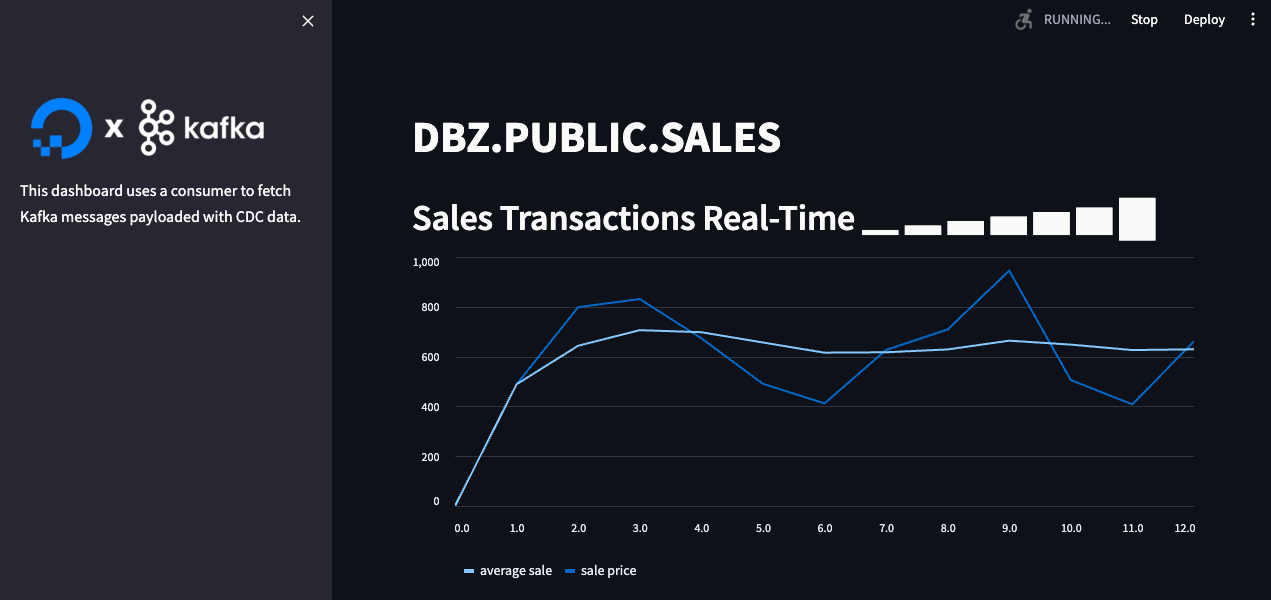 RUNNING... Stop Deploy
x kafka
This dashboard uses a consumer to fetch
Kafka messages payloaded with CDC data.
DBZ.PUBLIC.SALES
Sales Transactions Real-Time
1,000
800
600
400
200
0
0.0 1.0 2.0 3.0 4.0 5.0 6.0 7.0 8.0 9.0 10.0 11.0 12.0
average sale sale price